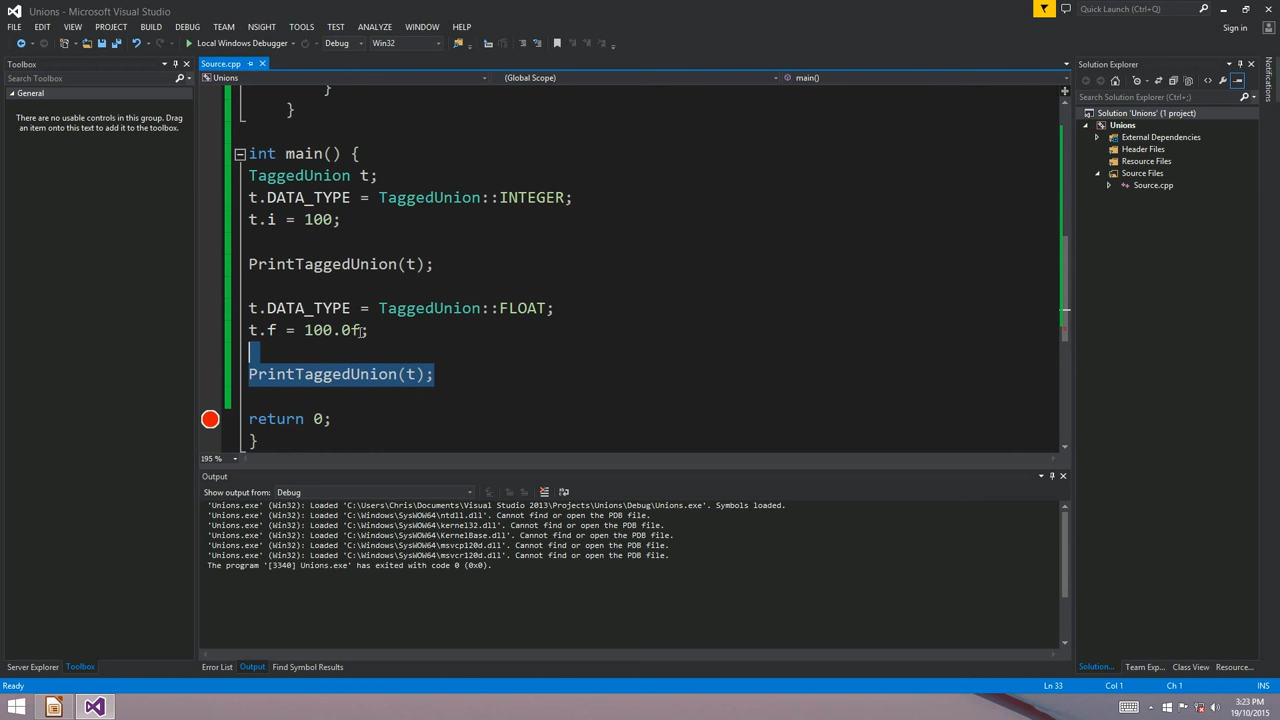 Unions - Microsoft Visual Studio
Quick Launch (Ctrl+Q)
FILE EDIT VIEW PROJECT BUILD DEBUG TEAM NSIGHT TOOLS TEST ANALYZE WINDOW HELP
Sign in
Local Windows Debugger Debug Win32
Toolbox
Search Toolbox
General
There are no usable controls in this group. Drag
an item onto this text to add it to the toolbox.
Server Explorer Toolbox
Source.cpp
Unions (Global Scope) main()
}
}
int main() {
TaggedUnion t;
t.DATA_TYPE = TaggedUnion::INTEGER;
t.i = 100;
PrintTaggedUnion(t);
t.DATA_TYPE = TaggedUnion::FLOAT;
t.f = 100.0f;
PrintTaggedUnion(t);
return 0;
}
195 %
Output
Show output from: Debug
'Unions.exe' (Win32): Loaded 'C:\Users\Chris\Documents\Visual Studio 2013\Projects\Unions\Debug\Unions.exe'. Symbols loaded.
'Unions.exe' (Win32): Loaded 'C:\Windows\SysWOW64\ntdll.dll'. Cannot find or open the PDB file.
'Unions.exe' (Win32): Loaded 'C:\Windows\SysWOW64\kernel32.dll'. Cannot find or open the PDB file.
'Unions.exe' (Win32): Loaded 'C:\Windows\SysWOW64\KernelBase.dll'. Cannot find or open the PDB file.
'Unions.exe' (Win32): Loaded 'C:\Windows\SysWOW64\msvcp120d.dll'. Cannot find or open the PDB file.
'Unions.exe' (Win32): Loaded 'C:\Windows\SysWOW64\msvcr120d.dll'. Cannot find or open the PDB file.
The program '[3340] Unions.exe' has exited with code 0 (0x0).
Error List Output Find Symbol Results
Solution Explorer
Search Solution Explorer (Ctrl+;)
Solution 'Unions' (1 project)
Unions
External Dependencies
Header Files
Resource Files
Source Files
Source.cpp
Solution... Team Exp... Class View Resource...
Notifications
Ready Ln 33 Col 1 Ch 1 INS
3:23 PM
19/10/2015